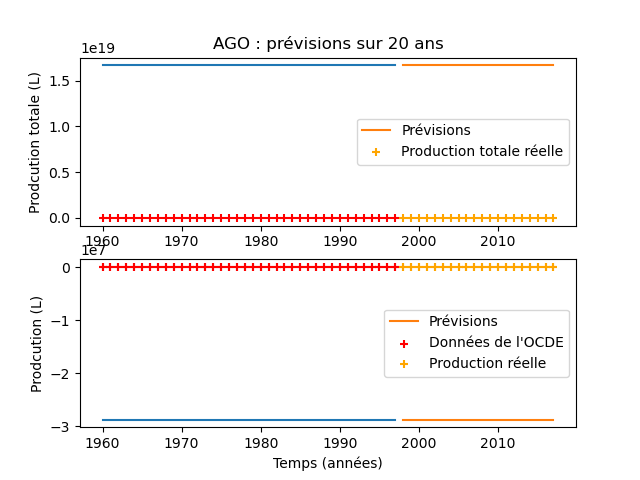 AGO : prévisions sur 20 ans
1e19
Prodcution totale (L)
1.5
1.0
0.5
0.0
Prévisions
Production totale réelle
1960 1970 1980 1990 2000 2010
1e7
Prodcution (L)
0
−1
−2
−3
Prévisions
Données de l'OCDE
Production réelle
1960 1970 1980 1990 2000 2010
Temps (années)